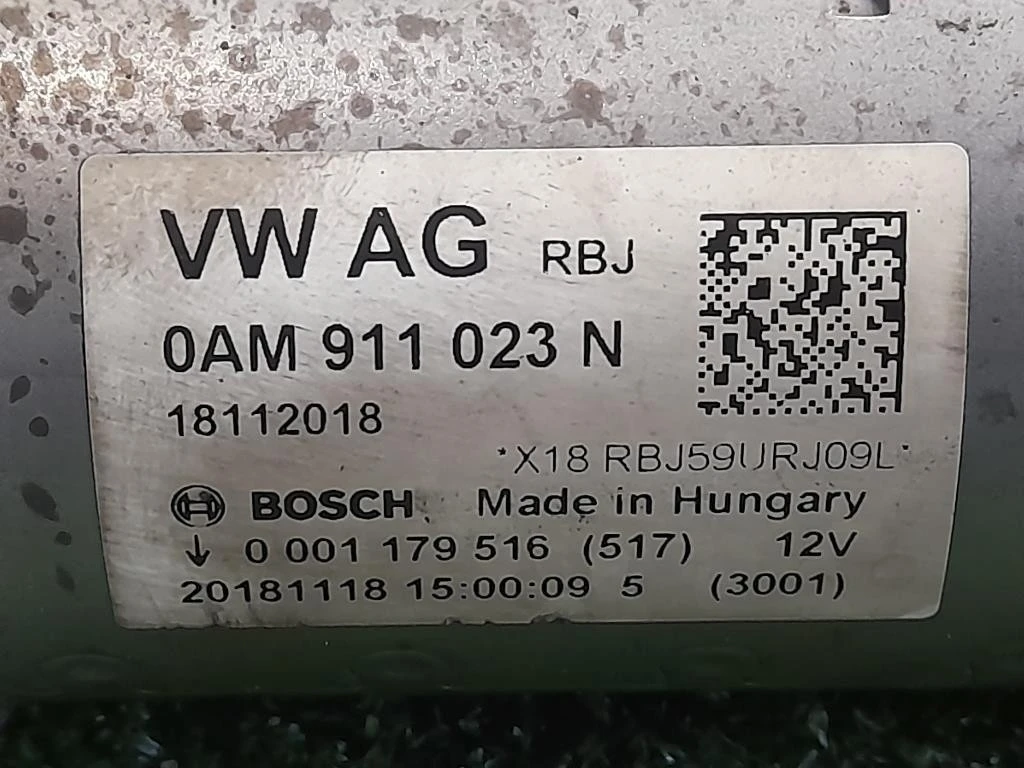 VW AG RBJ
0AM 911 023 N
18112018
*X18 RBJ59URJ09L*
BOSCH Made in Hungary
↓ 0 001 179 516 (517) 12V
20181118 15:00:09 5 (3001)